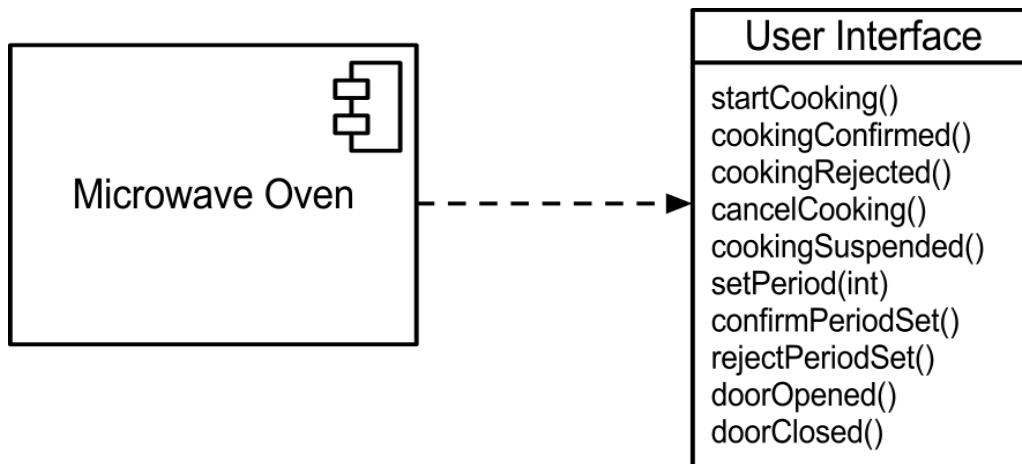 Microwave Oven
User Interface
startCooking()
cookingConfirmed()
cookingRejected()
cancelCooking()
cookingSuspended()
setPeriod(int)
confirmPeriodSet()
rejectPeriodSet()
doorOpened()
doorClosed()